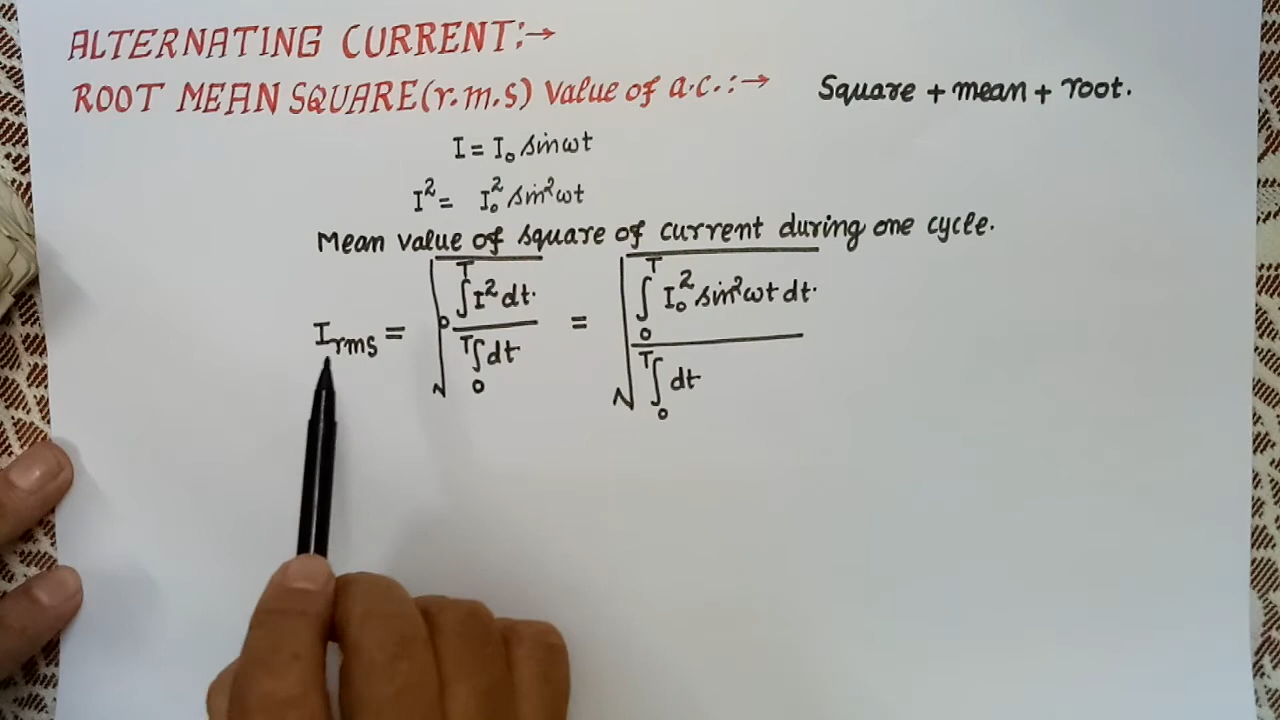 ALTERNATING CURRENT:→
ROOT MEAN SQUARE(r.m.s) Value of a.c.:→ Square + mean + root.
I = I₀ sinωt
I² = I₀² sin²ωt
Mean value of square of current during one cycle.
I_rms = √(∫₀ᵀ I² dt. / ∫₀ᵀ dt) = √(∫₀ᵀ I₀² sin²ωt dt. / ∫₀ᵀ dt)